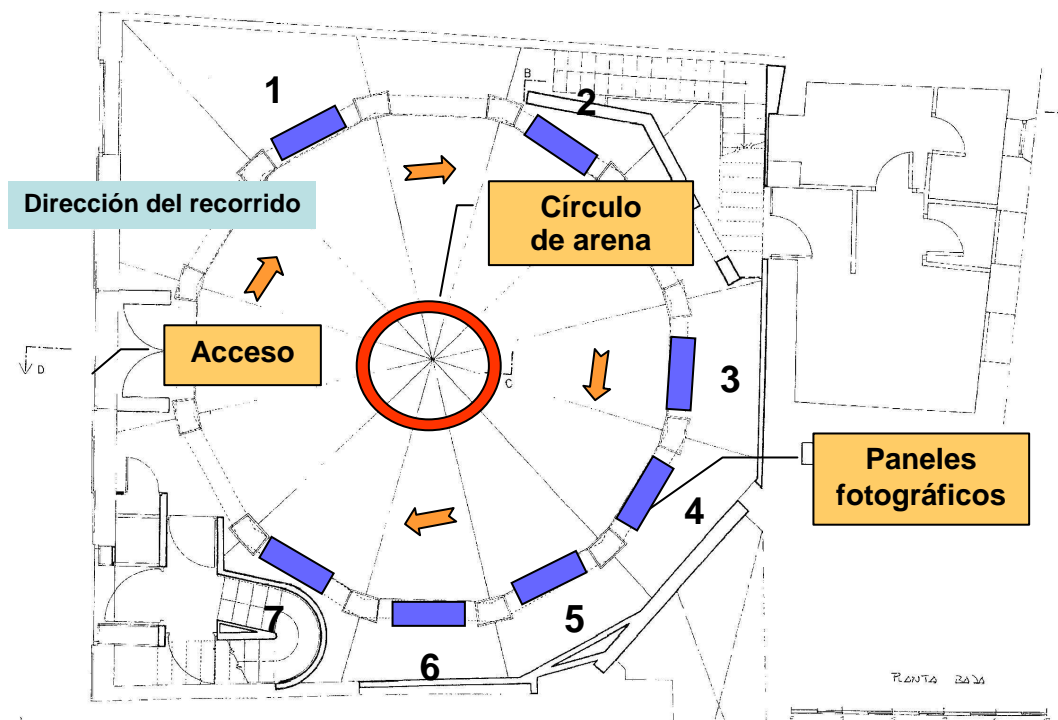 1
B
2
Dirección del recorrido
Círculo
de arena
Acceso
D
C
3
Paneles
fotográficos
4
5
7
6
PLANTA BAJA